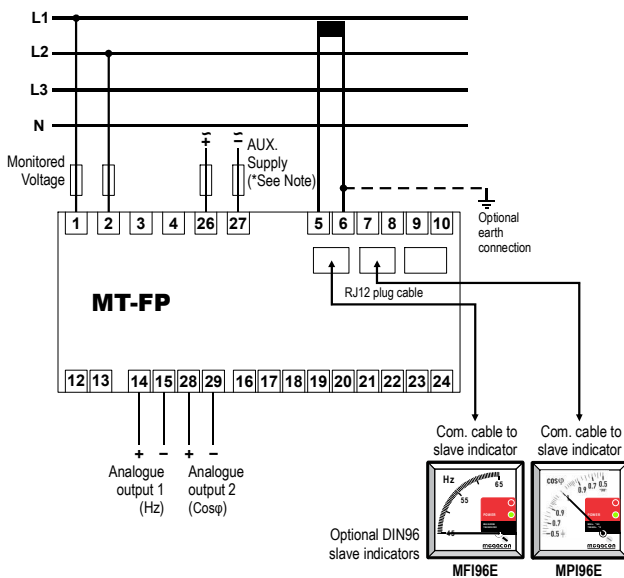 L1
L2
L3
N
Monitored
Voltage
+
−
AUX.
Supply
(*See Note)
1 2 3 4 26 27 5 6 7 8 9 10
Optional
earth
connection
RJ12 plug cable
MT-FP
12 13 14 15 28 29 16 17 18 19 20 21 22 23 24
+ − + −
Analogue
output 1
(Hz)
Analogue
output 2
(Cosφ)
Com. cable to
slave indicator
Com. cable to
slave indicator
Optional DIN96
slave indicators
Hz
45
55
65
POWER
megacon
MFI96E
cosφ
0.9 0.7 0.5
0.9
0.7
0.5
POWER
megacon
MPI96E